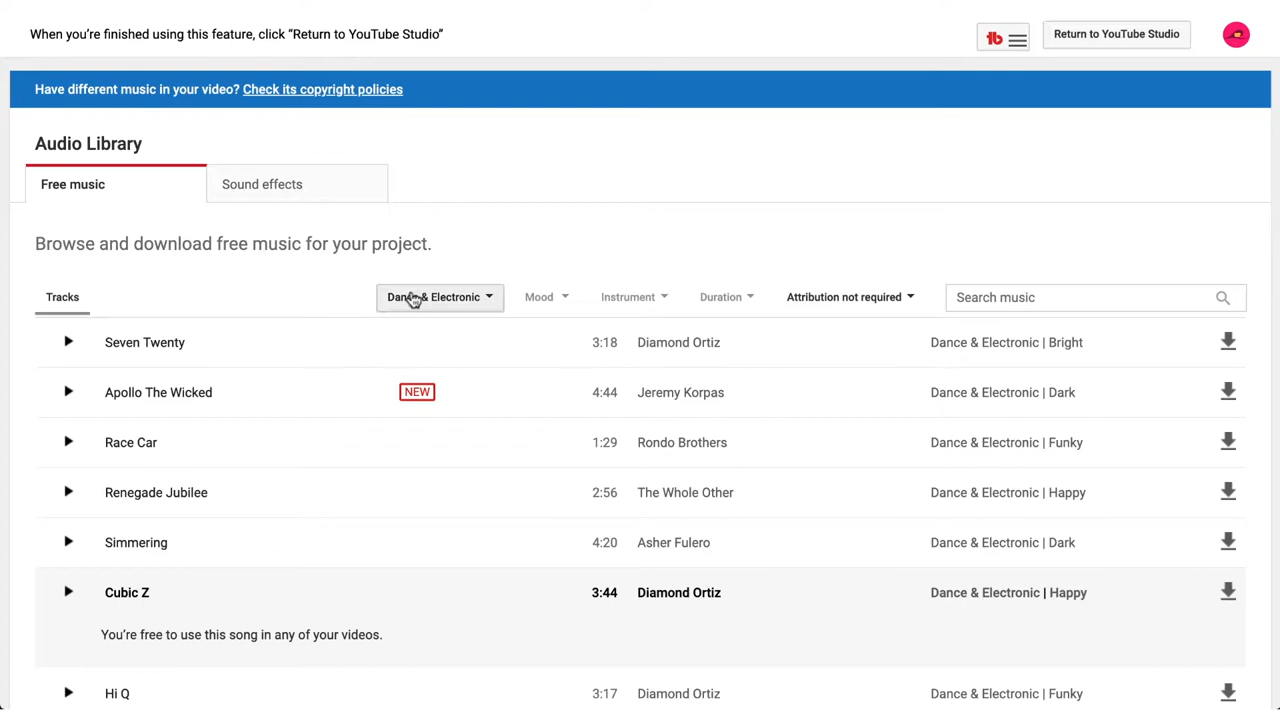 When you’re finished using this feature, click “Return to YouTube Studio”
tb
Return to YouTube Studio
Have different music in your video? Check its copyright policies
Audio Library
Free music
Sound effects
Browse and download free music for your project.
Tracks
Dance & Electronic
Mood
Instrument
Duration
Attribution not required
Search music
Seven Twenty 3:18 Diamond Ortiz Dance & Electronic | Bright
Apollo The Wicked NEW 4:44 Jeremy Korpas Dance & Electronic | Dark
Race Car 1:29 Rondo Brothers Dance & Electronic | Funky
Renegade Jubilee 2:56 The Whole Other Dance & Electronic | Happy
Simmering 4:20 Asher Fulero Dance & Electronic | Dark
Cubic Z 3:44 Diamond Ortiz Dance & Electronic | Happy
You’re free to use this song in any of your videos.
Hi Q 3:17 Diamond Ortiz Dance & Electronic | Funky